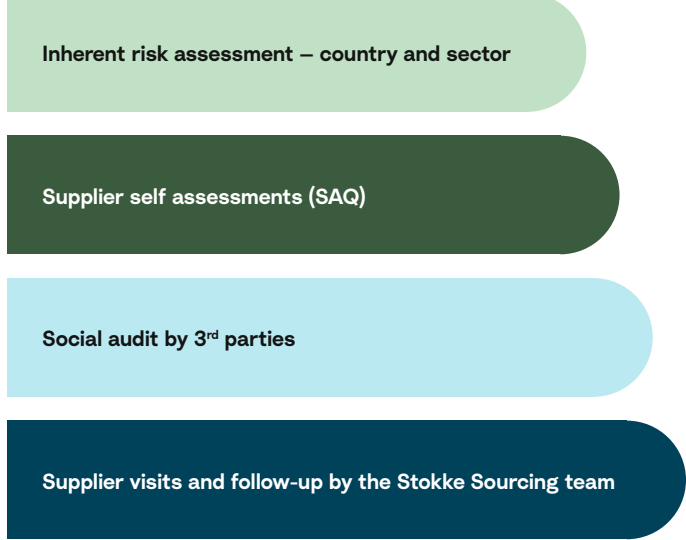 Inherent risk assessment – country and sector
Supplier self assessments (SAQ)
Social audit by 3rd parties
Supplier visits and follow-up by the Stokke Sourcing team